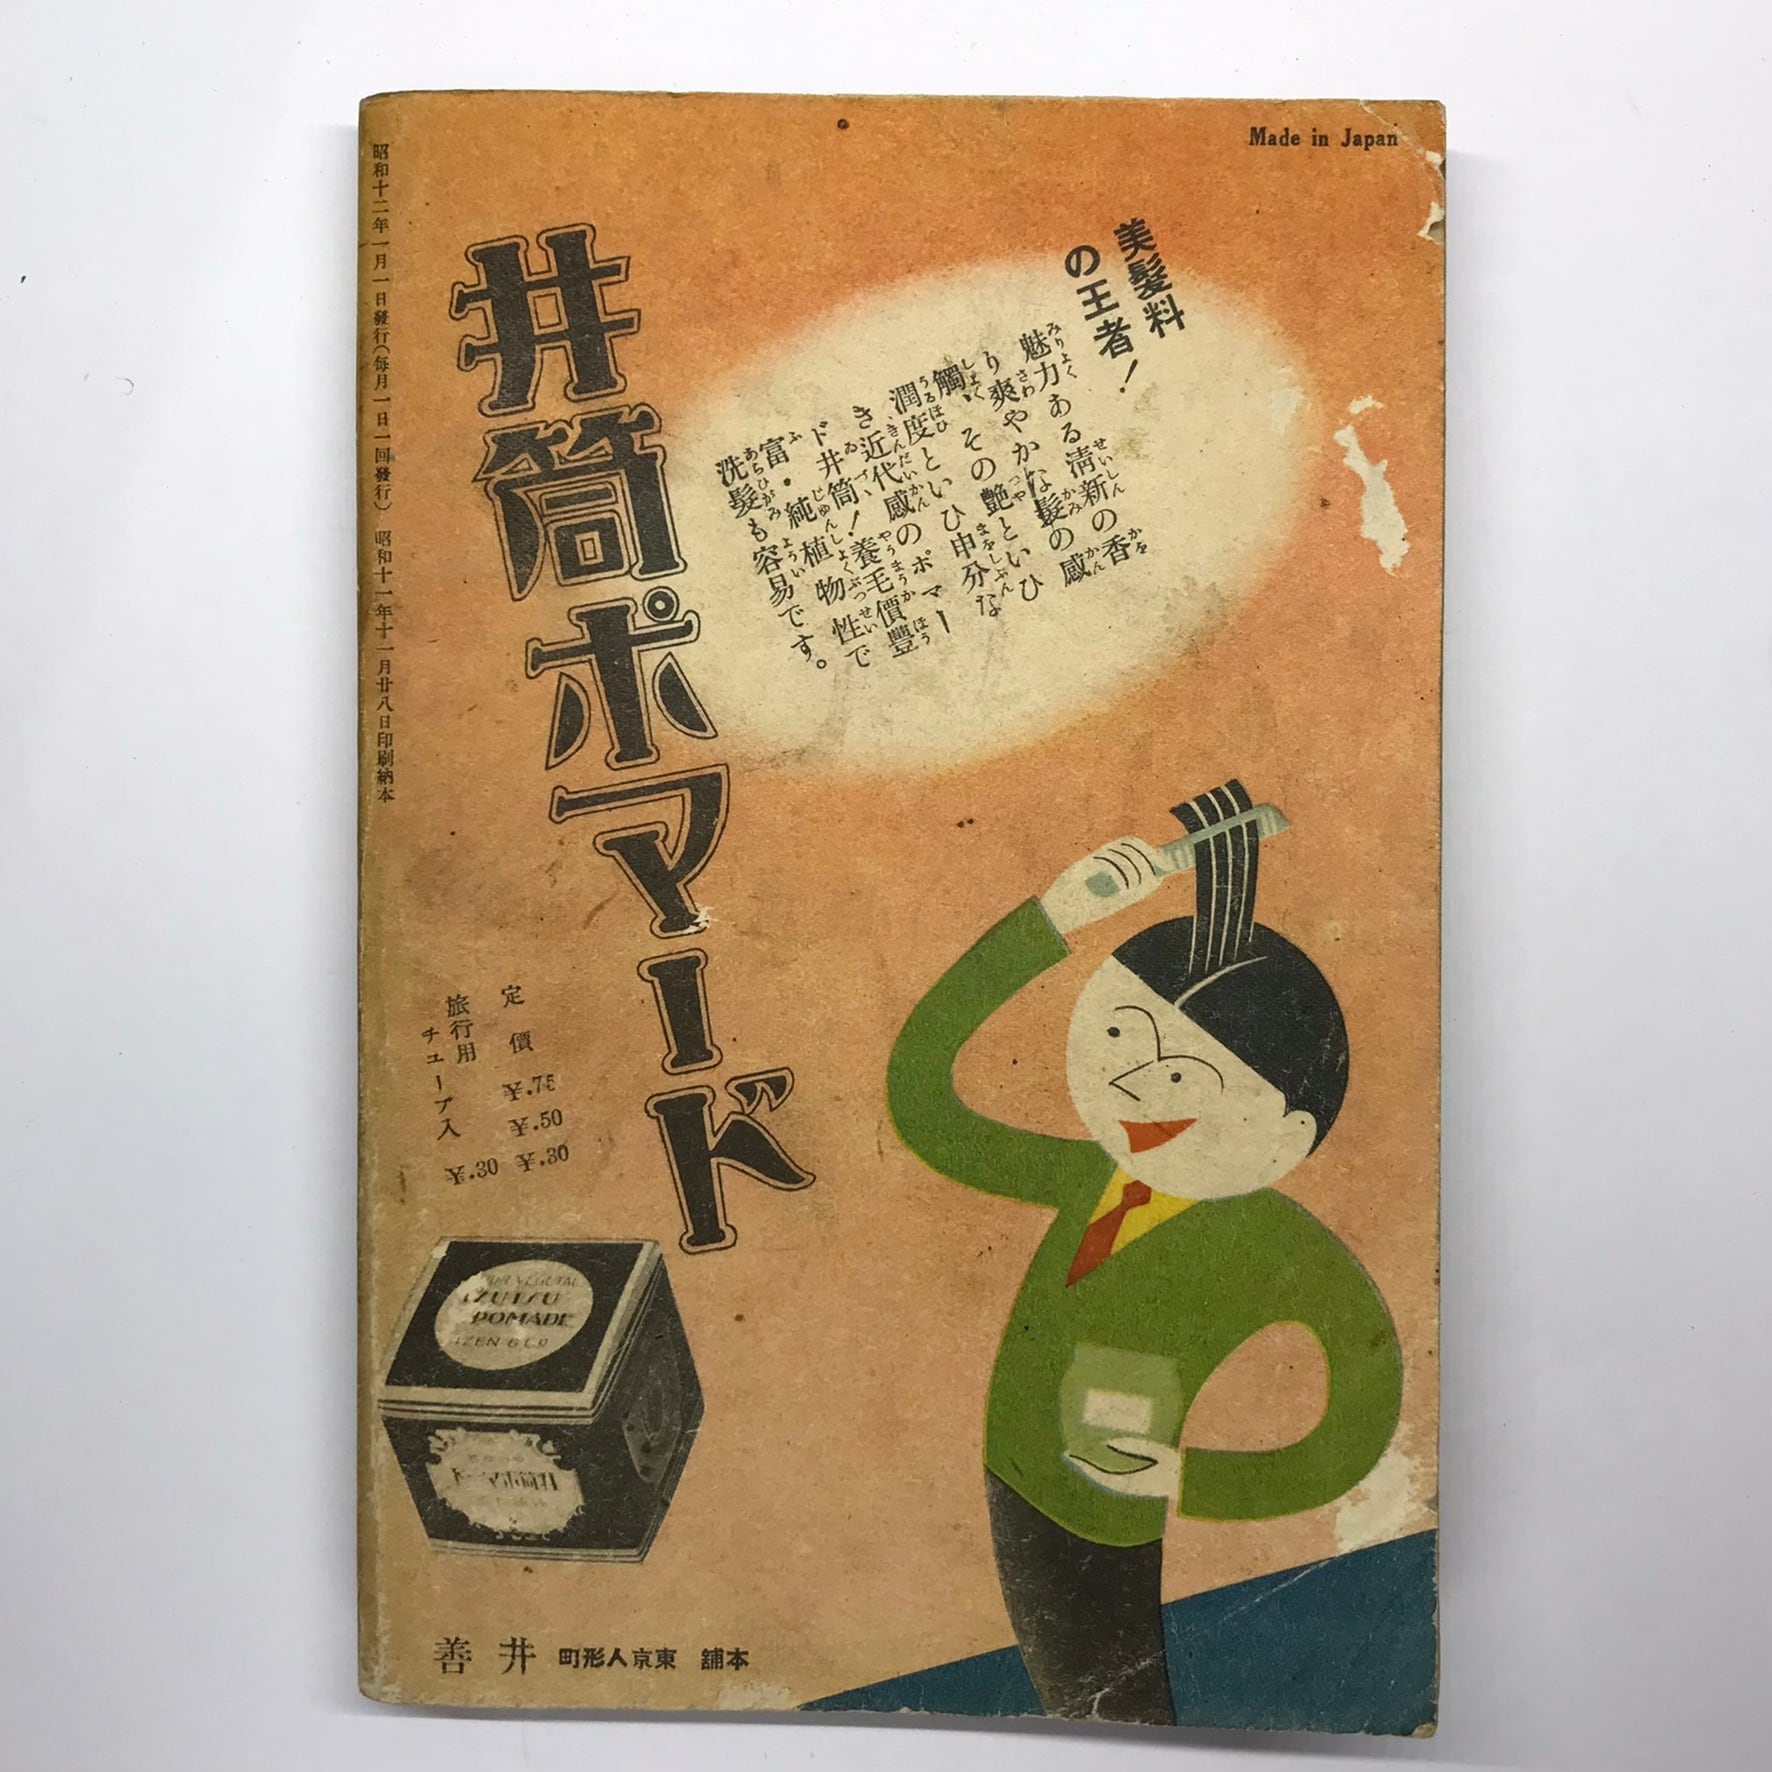 Made in Japan
美髮料
の王者！
魅力ある清新の香
り爽やかな髮の感
觸、その艶といひ
潤度といひ申分な
き近代感のポマー
ド井筒！養毛價豐
富・純植物性で
洗髮も容易です。
井筒ポマード
定價
¥.75
¥.50
¥.30
旅行用
チューブ入
¥.30
昭和十二年一月一日發行（每月一日一回發行）昭和十一年十一月廿八日印刷納本
POMADE
本舖 東京人形町 井善